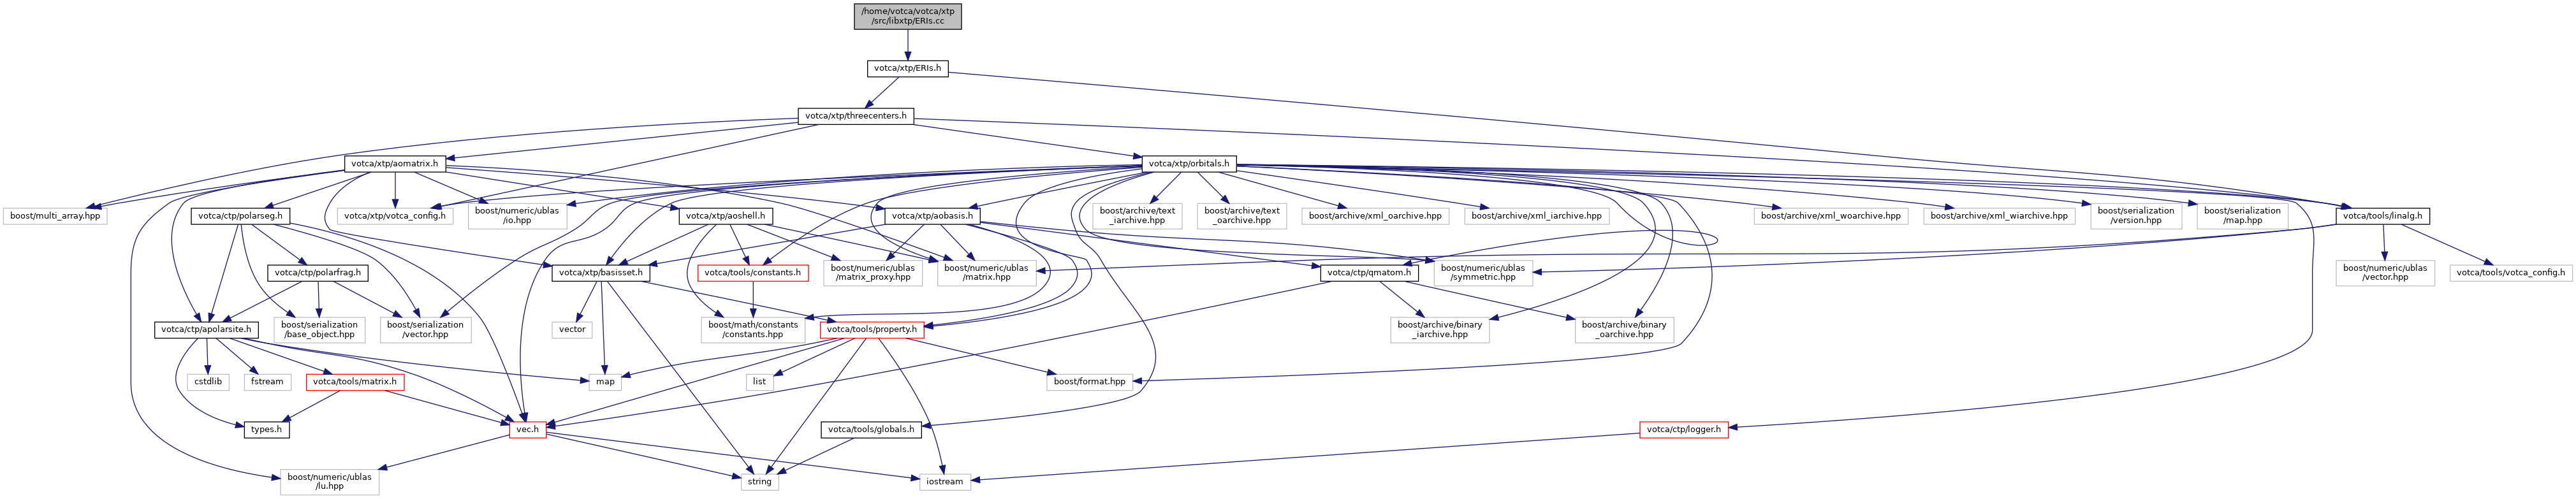 /home/votca/votca/xtp
/src/libxtp/ERIs.cc
votca/xtp/ERIs.h
votca/xtp/threecenters.h
votca/xtp/aomatrix.h
votca/xtp/orbitals.h
boost/multi_array.hpp
votca/ctp/polarseg.h
votca/xtp/votca_config.h
boost/numeric/ublas
/io.hpp
votca/xtp/aoshell.h
votca/xtp/aobasis.h
boost/archive/text
_iarchive.hpp
boost/archive/text
_oarchive.hpp
boost/archive/xml_oarchive.hpp
boost/archive/xml_iarchive.hpp
boost/archive/xml_woarchive.hpp
boost/archive/xml_wiarchive.hpp
boost/serialization
/version.hpp
boost/serialization
/map.hpp
votca/tools/linalg.h
votca/ctp/polarfrag.h
votca/xtp/basisset.h
votca/tools/constants.h
boost/numeric/ublas
/matrix_proxy.hpp
boost/numeric/ublas
/matrix.hpp
votca/ctp/qmatom.h
boost/numeric/ublas
/symmetric.hpp
boost/numeric/ublas
/vector.hpp
votca/tools/votca_config.h
votca/ctp/apolarsite.h
boost/serialization
/base_object.hpp
boost/serialization
/vector.hpp
vector
boost/math/constants
/constants.hpp
votca/tools/property.h
boost/archive/binary
_iarchive.hpp
boost/archive/binary
_oarchive.hpp
cstdlib
fstream
votca/tools/matrix.h
map
list
boost/format.hpp
types.h
vec.h
votca/tools/globals.h
votca/ctp/logger.h
boost/numeric/ublas
/lu.hpp
string
iostream